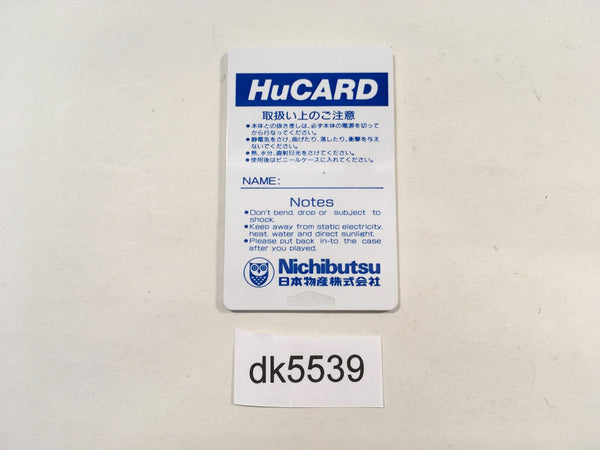 HuCARD
取扱い上のご注意
●本体との抜き差しは、必ず本体の電源を切って
から行なってください。
●静電気をさけ、曲げたり、落したり、衝撃を与え
ないでください。
●熱、水分、直射日光をさけてください。
●使用後はビニールケースに入れてください。
NAME:
Notes
●Don't bend, drop or subject to
shock.
●Keep away from static electricity,
heat, water and direct sunlight.
●Please put back in-to the case
after you played.
Nichibutsu
日本物産株式会社
dk5539